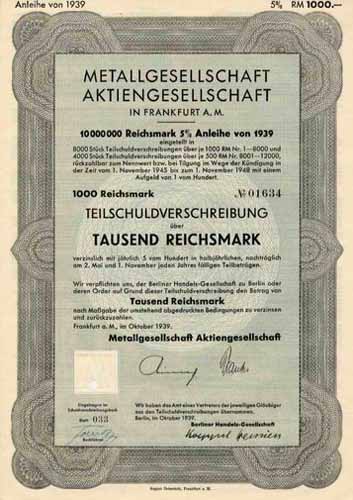 Anleihe von 1939 5% RM 1000.—
METALLGESELLSCHAFT
AKTIENGESELLSCHAFT
IN FRANKFURT A. M.
10000000 Reichsmark 5% Anleihe von 1939
eingeteilt in
8000 Stück Teilschuldverschreibungen über je 1000 RM Nr. 1—8000 und
4000 Stück Teilschuldverschreibungen über je 500 RM Nr. 8001—12000,
rückzahlbar zum Nennwert bzw. bei Tilgung im Wege der Kündigung in
der Zeit vom 1. November 1945 bis zum 1. November 1948 mit einem
Aufgeld von 1 vom Hundert.
1000 Reichsmark № 01634
TEILSCHULDVERSCHREIBUNG
über
TAUSEND REICHSMARK
verzinslich mit jährlich 5 vom Hundert in halbjährlichen, nachträglich
am 2. Mai und 1. November jeden Jahres fälligen Teilbeträgen.
Wir verpflichten uns, der Berliner Handels-Gesellschaft zu Berlin oder
deren Order auf Grund dieser Teilschuldverschreibung den Betrag von
Tausend Reichsmark
nach Maßgabe der umstehend abgedruckten Bedingungen zu verzinsen
und zurückzuzahlen.
Frankfurt a. M., im Oktober 1939.
Metallgesellschaft Aktiengesellschaft
Eingetragen im
Schuldverschreibungsbuch
Blatt 033
Buchführer
Wir haben das Amt eines Vertreters der jeweiligen Gläubiger
aus den Teilschuldverschreibungen übernommen.
Berlin, im Oktober 1939.
Berliner Handels-Gesellschaft
August Osterrieth, Frankfurt a. M.